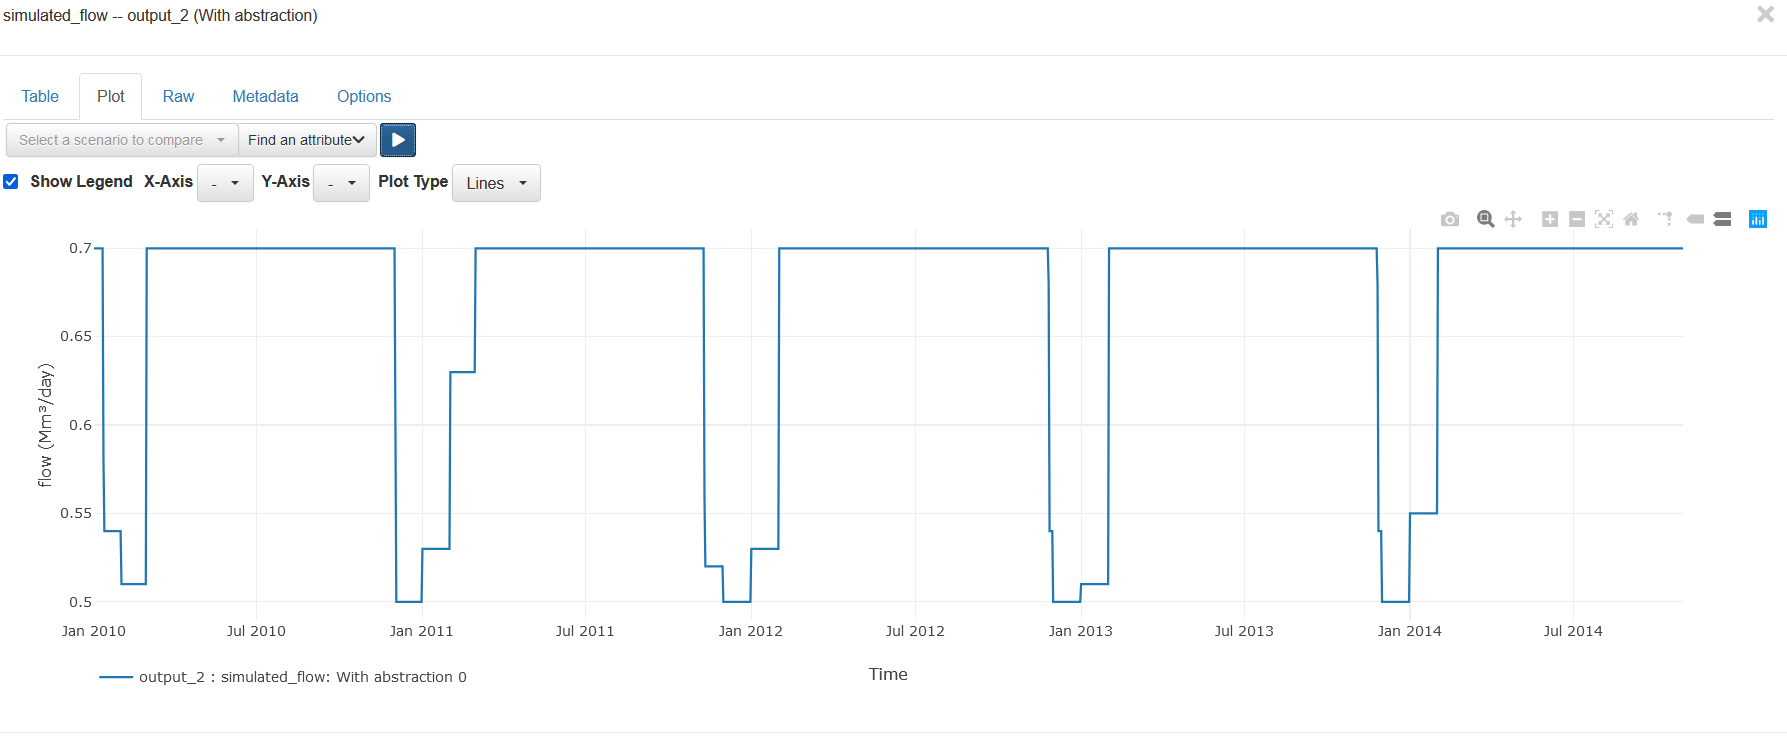 simulated_flow -- output_2 (With abstraction)
Table Plot Raw Metadata Options
Select a scenario to compare Find an attribute
Show Legend X-Axis - Y-Axis - Plot Type Lines
0.7
0.65
0.6
0.55
0.5
flow (Mm³/day)
Jan 2010 Jul 2010 Jan 2011 Jul 2011 Jan 2012 Jul 2012 Jan 2013 Jul 2013 Jan 2014 Jul 2014
Time
output_2 : simulated_flow: With abstraction 0